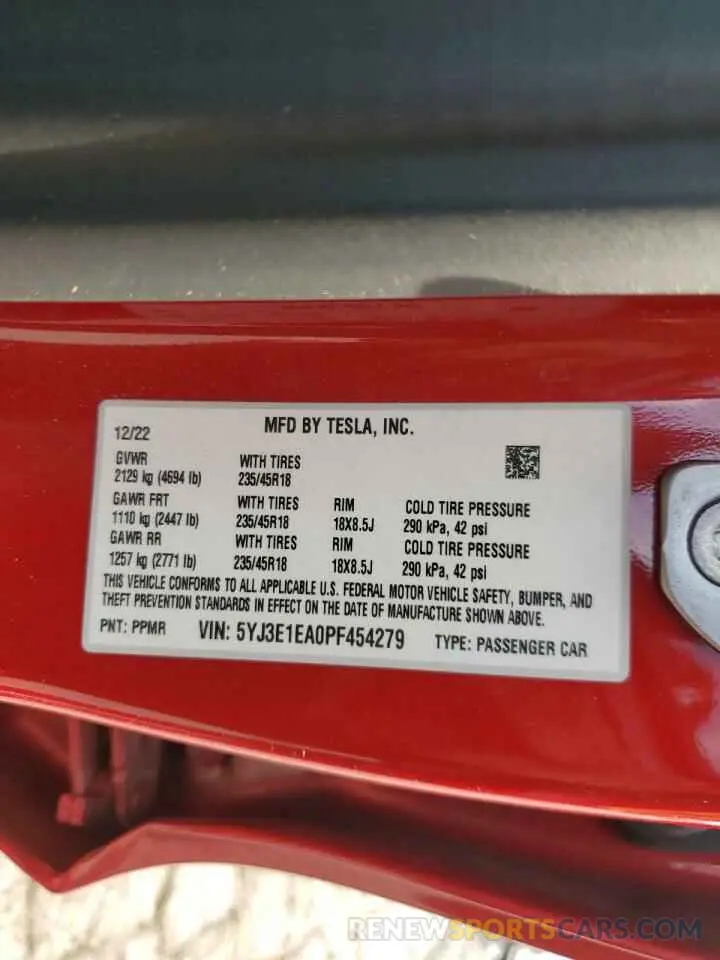 12/22 MFD BY TESLA, INC.
GVWR WITH TIRES
2129 kg (4694 lb) 235/45R18
GAWR FRT WITH TIRES RIM COLD TIRE PRESSURE
1110 kg (2447 lb) 235/45R18 18X8.5J 290 kPa, 42 psi
GAWR RR WITH TIRES RIM COLD TIRE PRESSURE
1257 kg (2771 lb) 235/45R18 18X8.5J 290 kPa, 42 psi
THIS VEHICLE CONFORMS TO ALL APPLICABLE U.S. FEDERAL MOTOR VEHICLE SAFETY, BUMPER, AND
THEFT PREVENTION STANDARDS IN EFFECT ON THE DATE OF MANUFACTURE SHOWN ABOVE.
PNT: PPMR VIN: 5YJ3E1EA0PF454279 TYPE: PASSENGER CAR
RENEWSPORTSCARS.COM